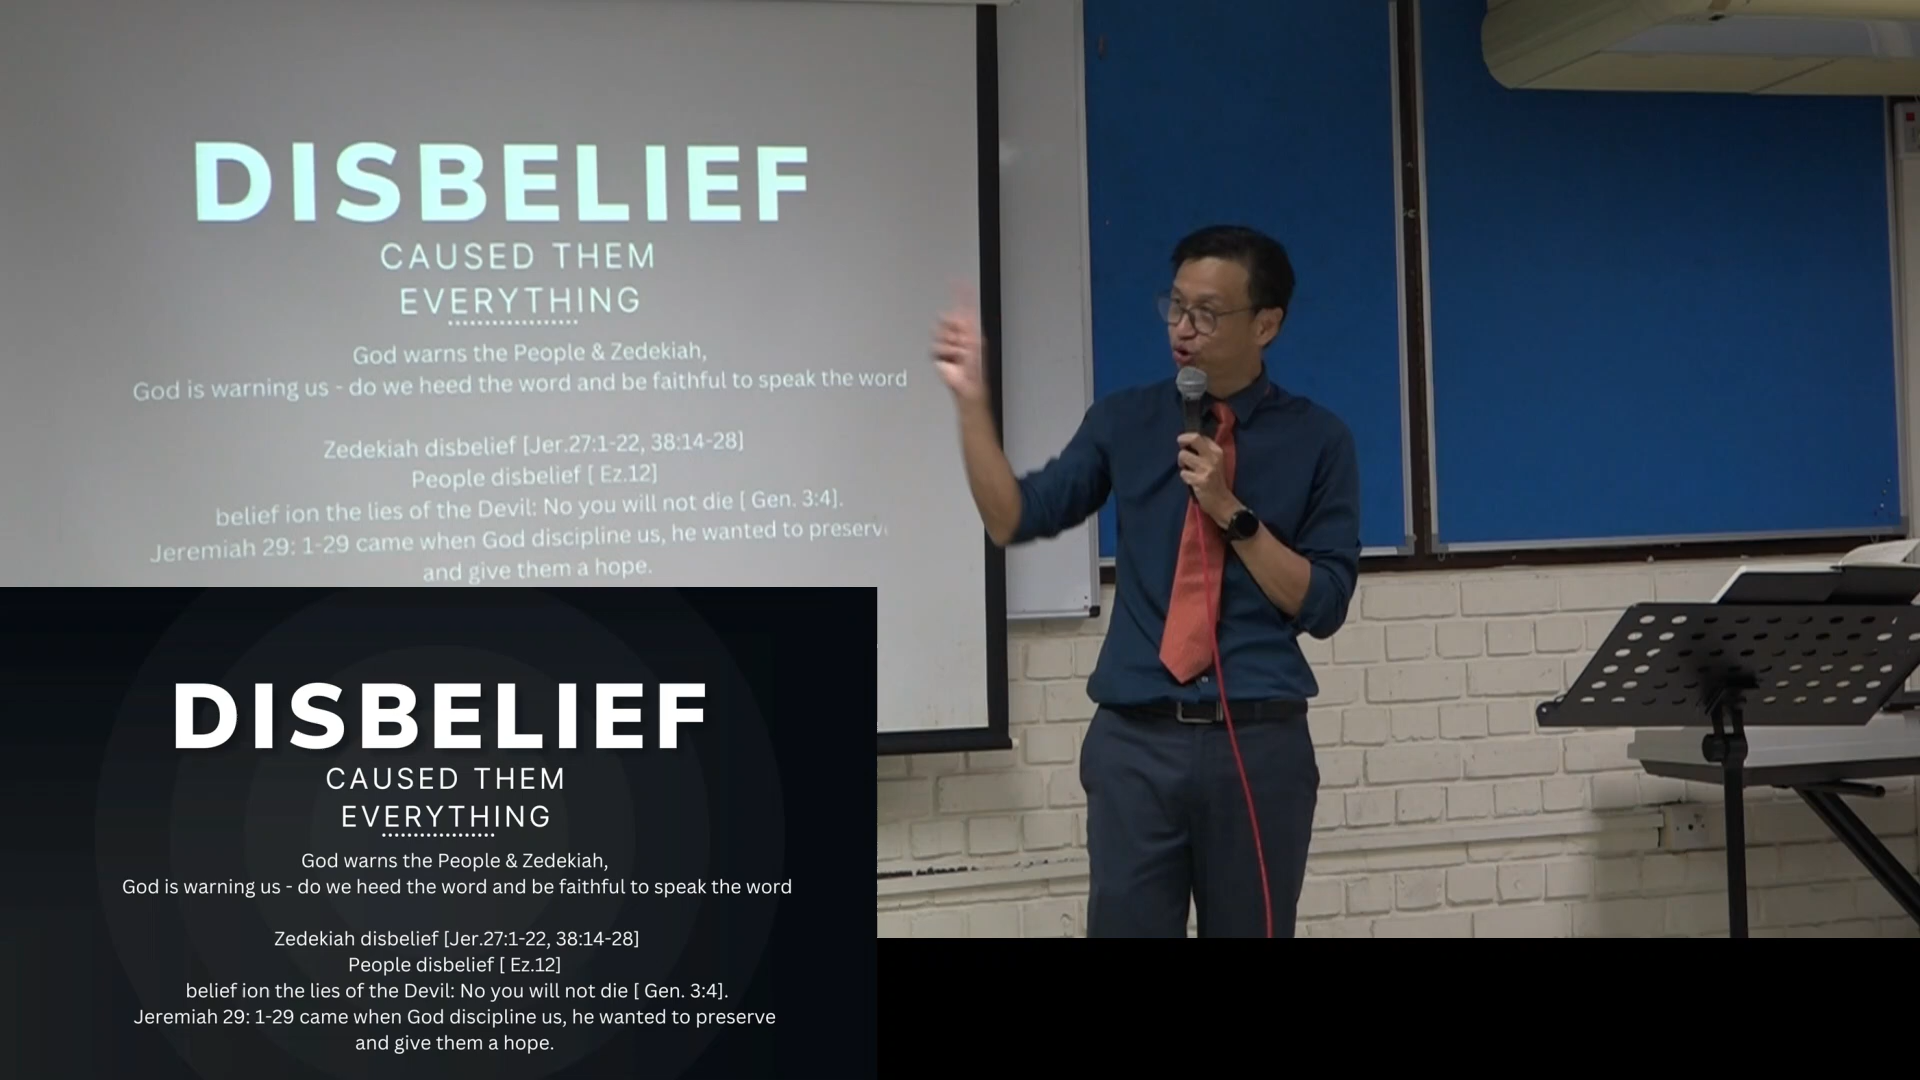 DISBELIEF
CAUSED THEM
EVERYTHING
God warns the People & Zedekiah,
God is warning us - do we heed the word and be faithful to speak the word
Zedekiah disbelief [Jer.27:1-22, 38:14-28]
People disbelief [ Ez.12]
belief ion the lies of the Devil: No you will not die [ Gen. 3:4].
Jeremiah 29: 1-29 came when God discipline us, he wanted to preserve
and give them a hope.
DISBELIEF
CAUSED THEM
EVERYTHING
God warns the People & Zedekiah,
God is warning us - do we heed the word and be faithful to speak the word
Zedekiah disbelief [Jer.27:1-22, 38:14-28]
People disbelief [ Ez.12]
belief ion the lies of the Devil: No you will not die [ Gen. 3:4].
Jeremiah 29: 1-29 came when God discipline us, he wanted to preserve
and give them a hope.